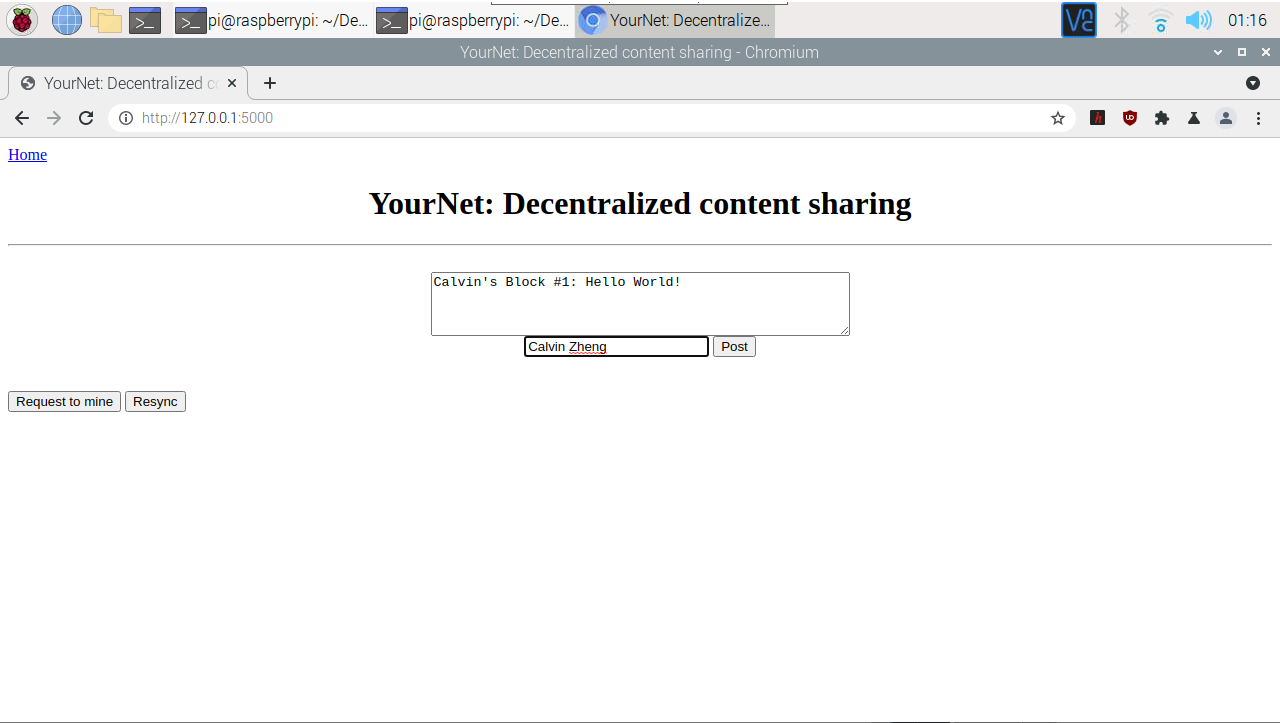 pi@raspberrypi: ~/De...
pi@raspberrypi: ~/De...
YourNet: Decentralize...
01:16
YourNet: Decentralized content sharing - Chromium
YourNet: Decentralized co
http://127.0.0.1:5000
Home
YourNet: Decentralized content sharing
Calvin's Block #1: Hello World!
Calvin Zheng
Post
Request to mine
Resync